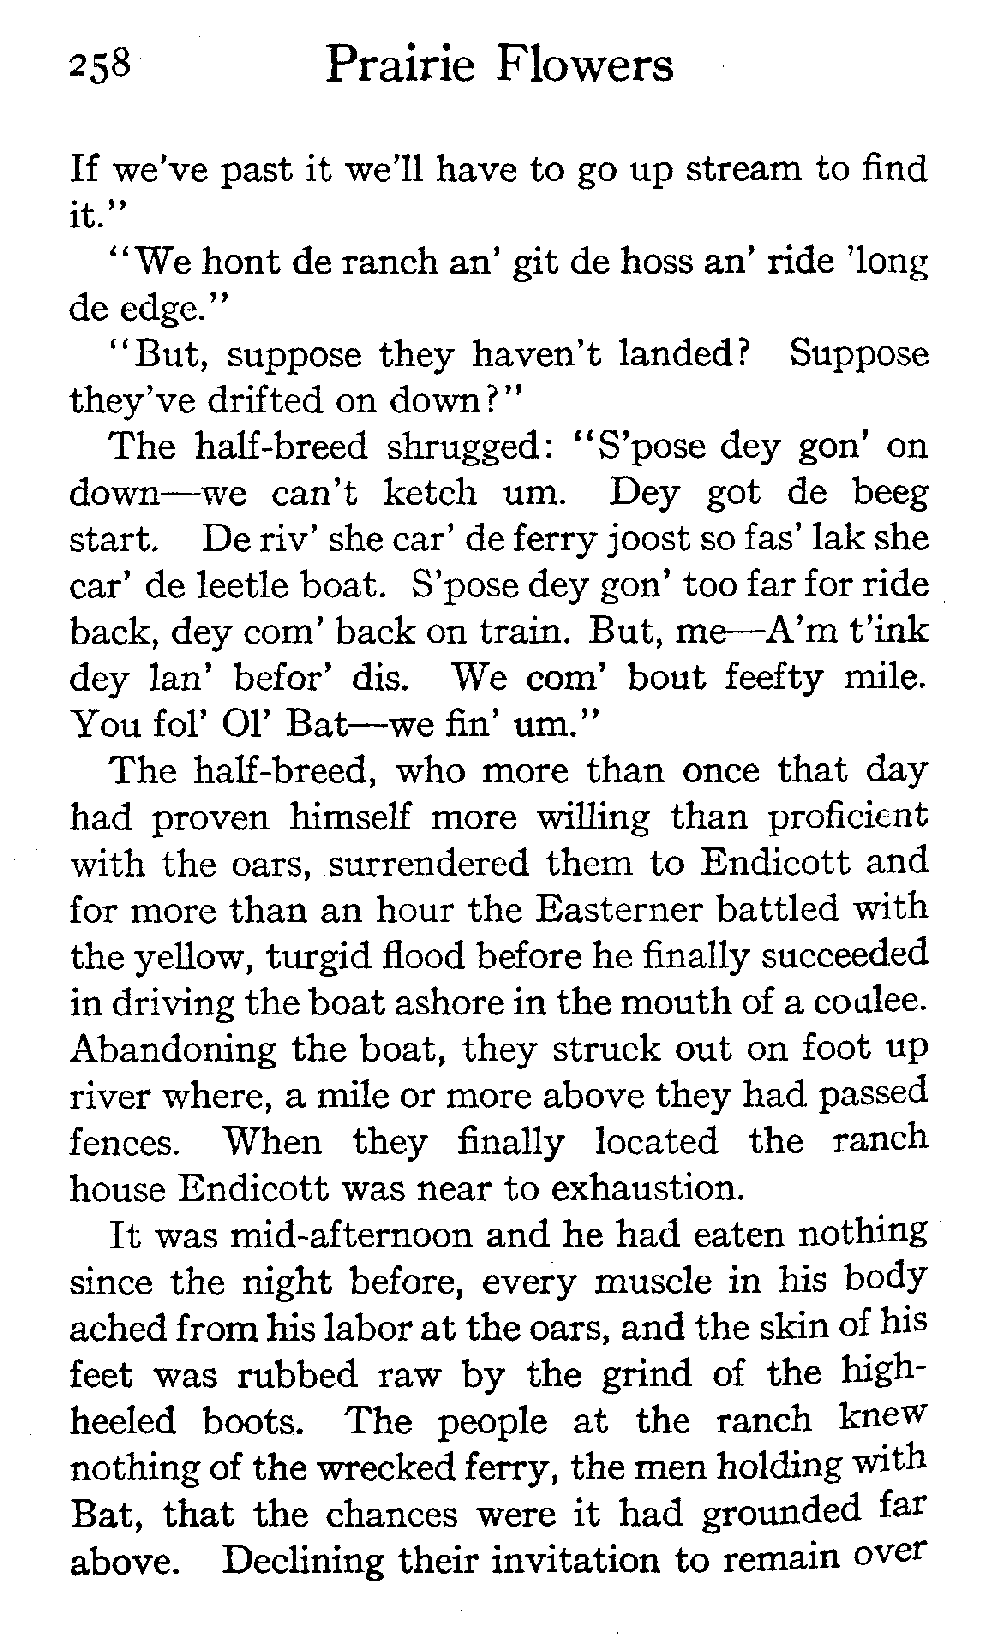 258 Prairie Flowers
If we've past it we'll have to go up stream to find
it."
"We hont de ranch an' git de hoss an' ride 'long
de edge."
"But, suppose they haven't landed? Suppose
they've drifted on down?"
The half-breed shrugged: "S'pose dey gon' on
down—we can't ketch um. Dey got de beeg
start. De riv' she car' de ferry joost so fas' lak she
car' de leetle boat. S'pose dey gon' too far for ride
back, dey com' back on train. But, me—A'm t'ink
dey lan' befor' dis. We com' bout feefty mile.
You fol' Ol' Bat—we fin' um."
The half-breed, who more than once that day
had proven himself more willing than proficient
with the oars, surrendered them to Endicott and
for more than an hour the Easterner battled with
the yellow, turgid flood before he finally succeeded
in driving the boat ashore in the mouth of a coulee.
Abandoning the boat, they struck out on foot up
river where, a mile or more above they had passed
fences. When they finally located the ranch
house Endicott was near to exhaustion.
It was mid-afternoon and he had eaten nothing
since the night before, every muscle in his body
ached from his labor at the oars, and the skin of his
feet was rubbed raw by the grind of the high-
heeled boots. The people at the ranch knew
nothing of the wrecked ferry, the men holding with
Bat, that the chances were it had grounded far
above. Declining their invitation to remain over